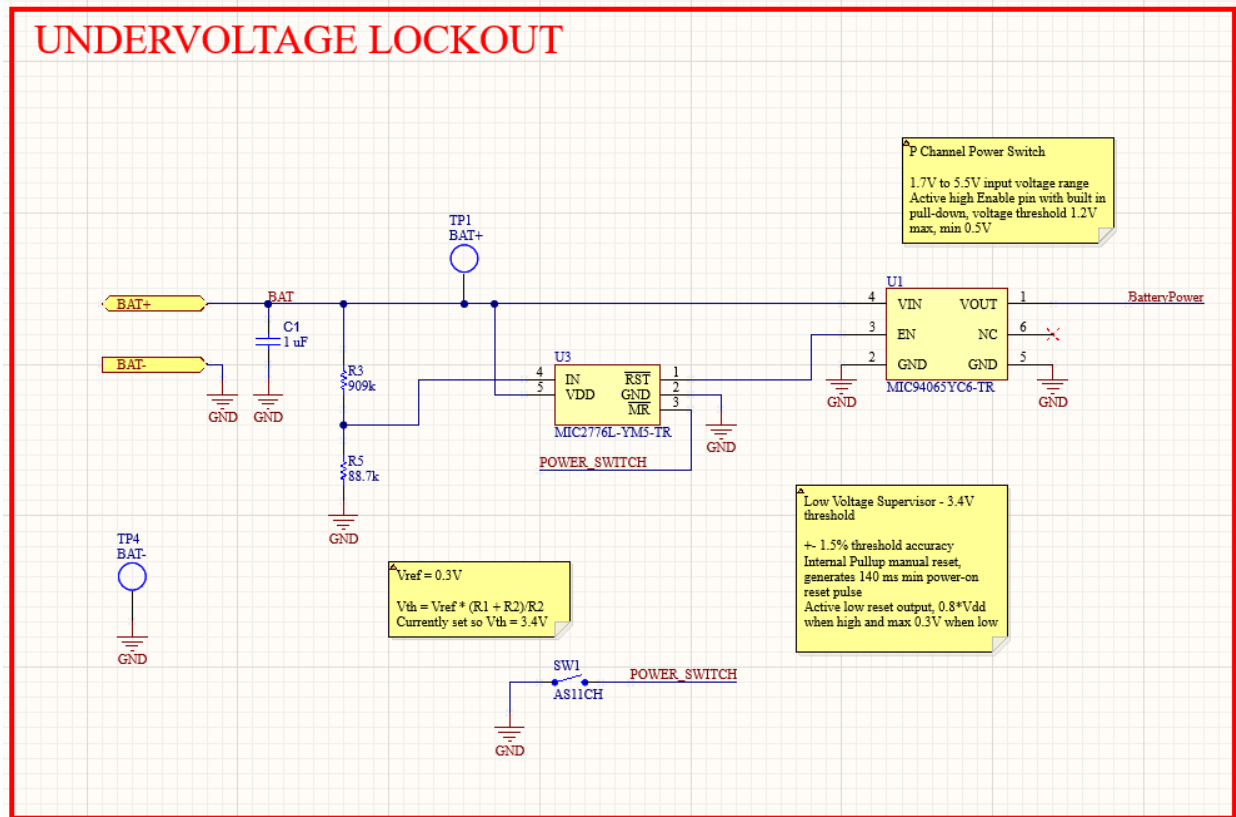 UNDERVOLTAGE LOCKOUT
P Channel Power Switch
1.7V to 5.5V input voltage range
Active high Enable pin with built in
pull-down, voltage threshold 1.2V
max, min 0.5V
TP1
BAT+
BAT+
BAT
C1
1 uF
BAT-
GND
GND
R3
909k
R5
88.7k
GND
U3
4 IN
5 VDD
RST 1
GND 2
MR 3
MIC2776L-YM5-TR
POWER_SWITCH
GND
U1
4 VIN
3 EN
2 GND
VOUT 1
NC 6
GND 5
MIC94065YC6-TR
GND
GND
BatteryPower
Low Voltage Supervisor - 3.4V
threshold
+- 1.5% threshold accuracy
Internal Pullup manual reset,
generates 140 ms min power-on
reset pulse
Active low reset output, 0.8*Vdd
when high and max 0.3V when low
TP4
BAT-
GND
Vref = 0.3V
Vth = Vref * (R1 + R2)/R2
Currently set so Vth = 3.4V
SW1
AS11CH
POWER_SWITCH
GND